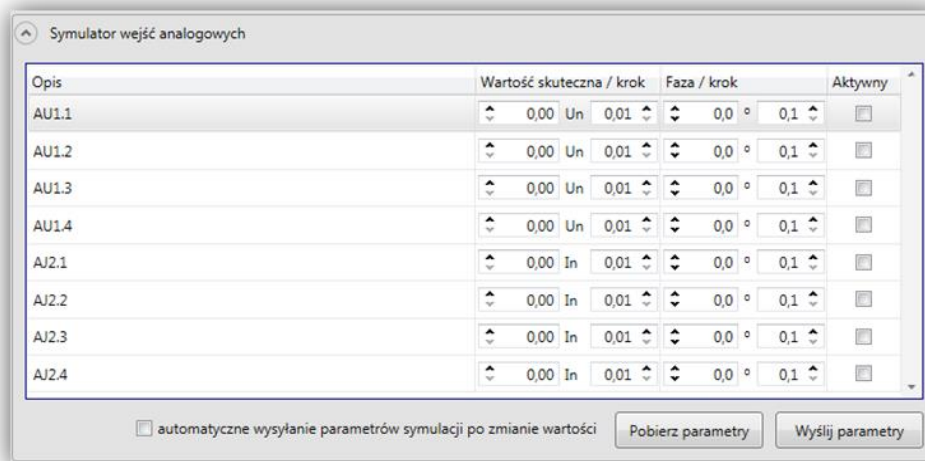 Symulator wejść analogowych
Opis Wartość skuteczna / krok Faza / krok Aktywny
AU1.1 0,00 Un 0,01 0,0 º 0,1
AU1.2 0,00 Un 0,01 0,0 º 0,1
AU1.3 0,00 Un 0,01 0,0 º 0,1
AU1.4 0,00 Un 0,01 0,0 º 0,1
AJ2.1 0,00 In 0,01 0,0 º 0,1
AJ2.2 0,00 In 0,01 0,0 º 0,1
AJ2.3 0,00 In 0,01 0,0 º 0,1
AJ2.4 0,00 In 0,01 0,0 º 0,1
automatyczne wysyłanie parametrów symulacji po zmianie wartości Pobierz parametry Wyślij parametry